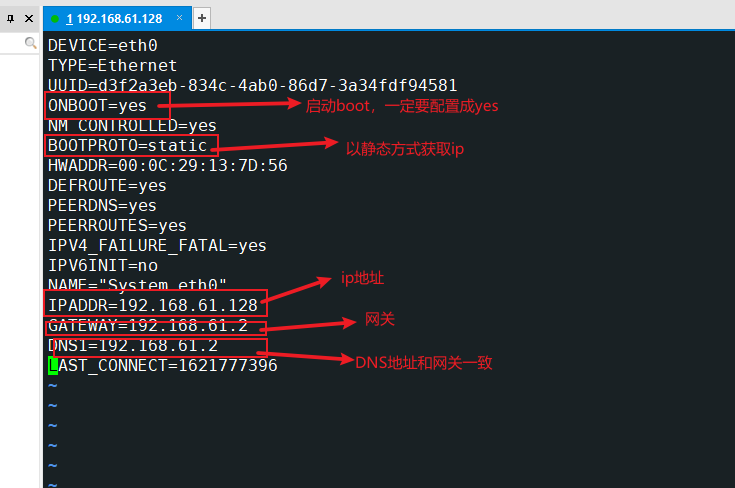 1 192.168.61.128
DEVICE=eth0
TYPE=Ethernet
UUID=d3f2a3eb-834c-4ab0-86d7-3a34fdf94581
ONBOOT=yes 启动boot，一定要配置成yes
NM_CONTROLLED=yes
BOOTPROTO=static 以静态方式获取ip
HWADDR=00:0C:29:13:7D:56
DEFROUTE=yes
PEERDNS=yes
PEERROUTES=yes
IPV4_FAILURE_FATAL=yes
IPV6INIT=no
NAME="System eth0" ip地址
IPADDR=192.168.61.128
GATEWAY=192.168.61.2 网关
DNS1=192.168.61.2 DNS地址和网关一致
LAST_CONNECT=1621777396
~
~
~
~
~
~